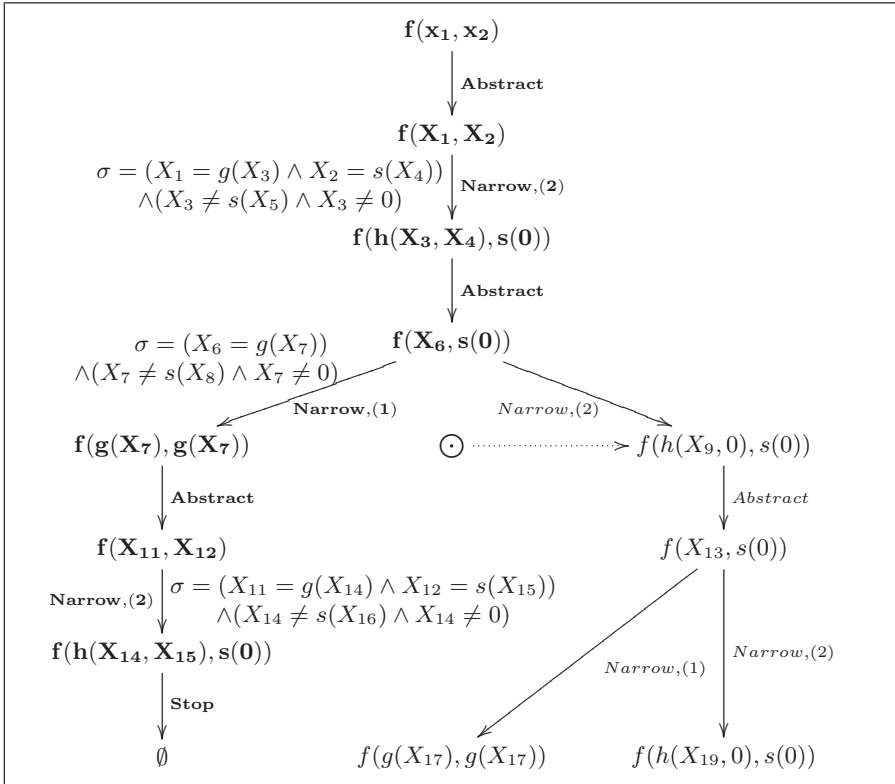 f(x₁, x₂)
Abstract
f(X₁, X₂)
σ = (X₁ = g(X₃) ∧ X₂ = s(X₄))
∧(X₃ ≠ s(X₅) ∧ X₃ ≠ 0)
Narrow,(2)
f(h(X₃, X₄), s(0))
Abstract
f(X₆, s(0))
σ = (X₆ = g(X₇))
∧(X₇ ≠ s(X₈) ∧ X₇ ≠ 0)
Narrow,(1) Narrow,(2)
f(g(X₇), g(X₇)) ⊙ f(h(X₉, 0), s(0))
Abstract Abstract
f(X₁₁, X₁₂) f(X₁₃, s(0))
Narrow,(2) σ = (X₁₁ = g(X₁₄) ∧ X₁₂ = s(X₁₅))
∧(X₁₄ ≠ s(X₁₆) ∧ X₁₄ ≠ 0)
f(h(X₁₄, X₁₅), s(0)) Narrow,(1) Narrow,(2)
Stop
∅ f(g(X₁₇), g(X₁₇)) f(h(X₁₉, 0), s(0))